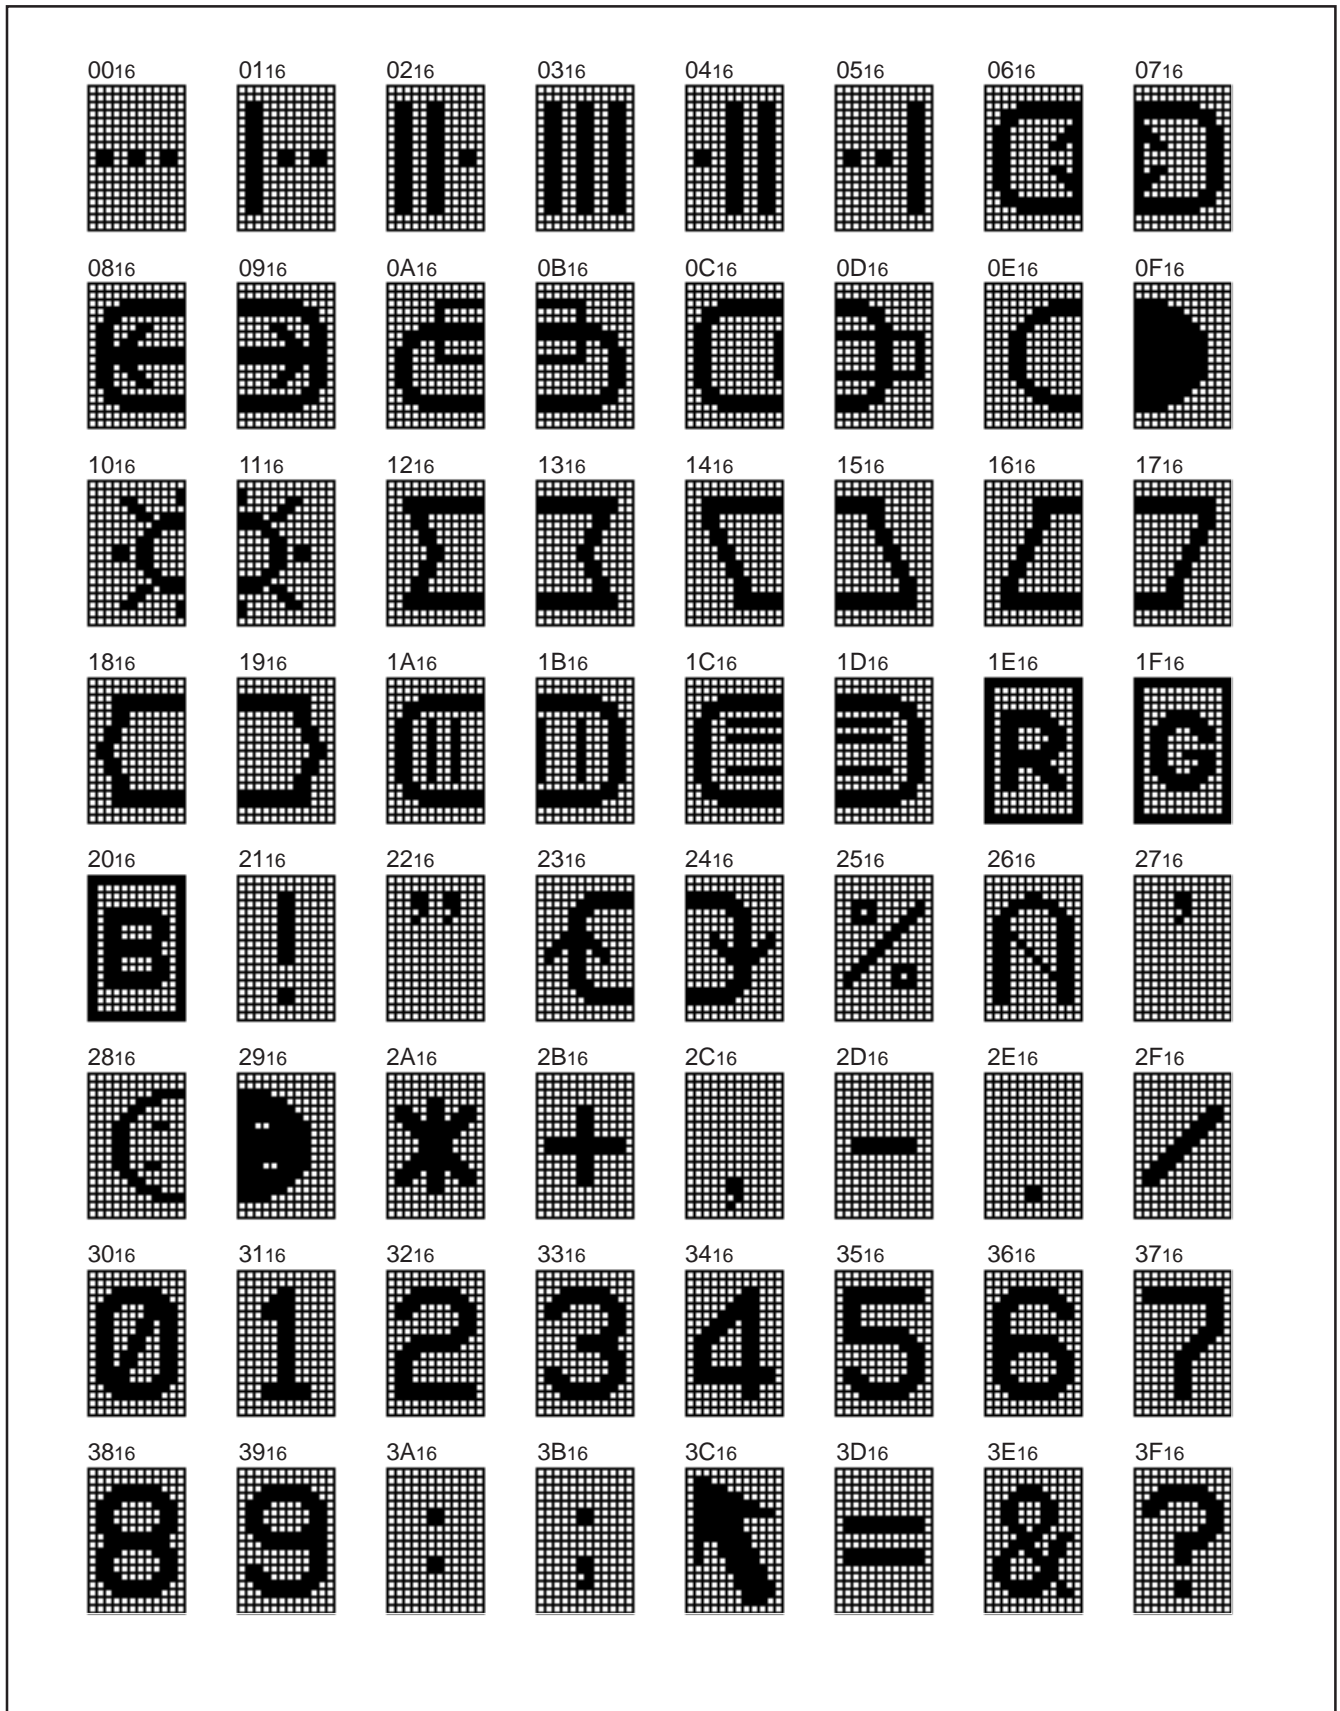 0016 0116 0216 0316 0416 0516 0616 0716
0816 0916 0A16 0B16 0C16 0D16 0E16 0F16
1016 1116 1216 1316 1416 1516 1616 1716
1816 1916 1A16 1B16 1C16 1D16 1E16 1F16
R G
2016 2116 2216 2316 2416 2516 2616 2716
B ! ” % ’
2816 2916 2A16 2B16 2C16 2D16 2E16 2F16
* + , - . /
3016 3116 3216 3316 3416 3516 3616 3716
0 1 2 3 4 5 6 7
3816 3916 3A16 3B16 3C16 3D16 3E16 3F16
8 9 : ; = & ?